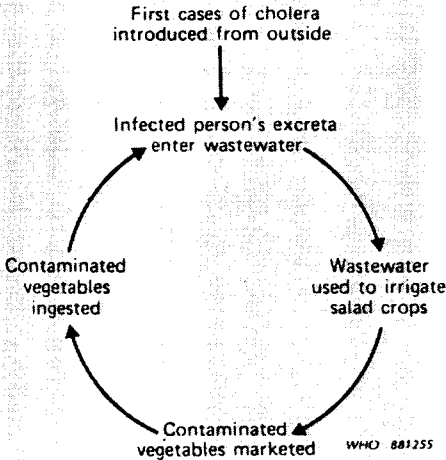 First cases of cholera
introduced from outside
Infected person's excreta
enter wastewater
Wastewater
used to irrigate
salad crops
Contaminated
vegetables marketed
Contaminated
vegetables
ingested
WHO 881255